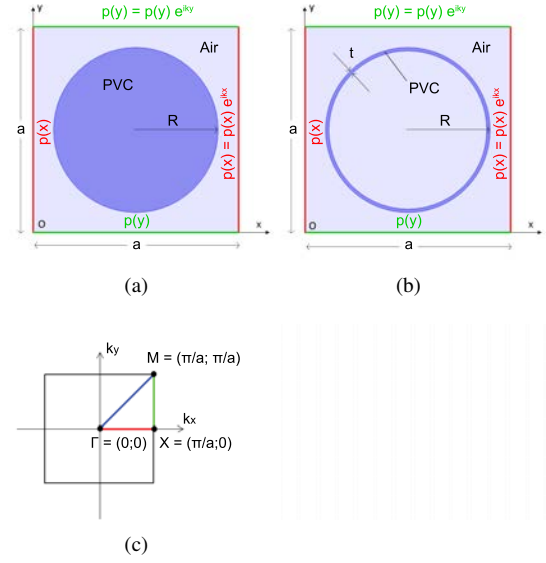 y
p(y) = p(y) e^iky
Air
PVC
R
a
p(x)
p(x) = p(x) e^ikx
p(y)
O
x
a
(a)
y
p(y) = p(y) e^iky
Air
t
PVC
R
a
p(x)
p(x) = p(x) e^ikx
p(y)
O
x
a
(b)
ky
M = (π/a; π/a)
kx
Γ = (0;0)
X = (π/a;0)
(c)